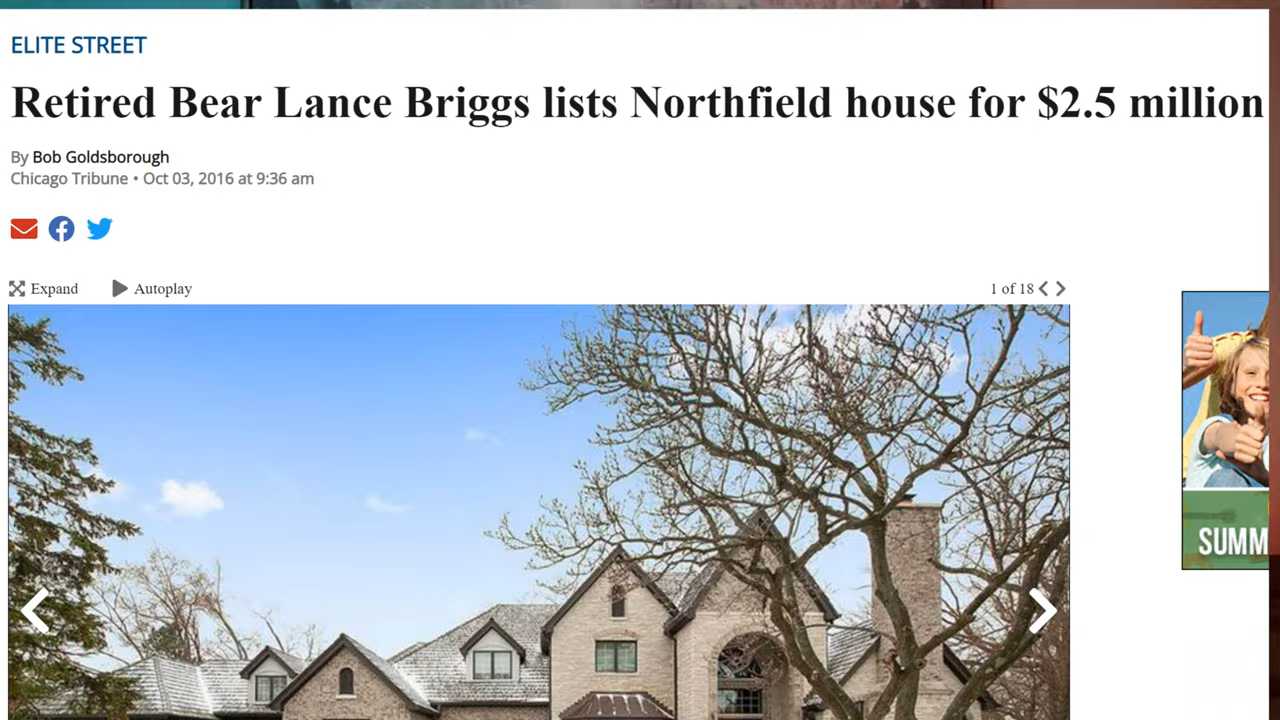 ELITE STREET
Retired Bear Lance Briggs lists Northfield house for $2.5 million
By Bob Goldsborough
Chicago Tribune • Oct 03, 2016 at 9:36 am
Expand
Autoplay
1 of 18
SUMM